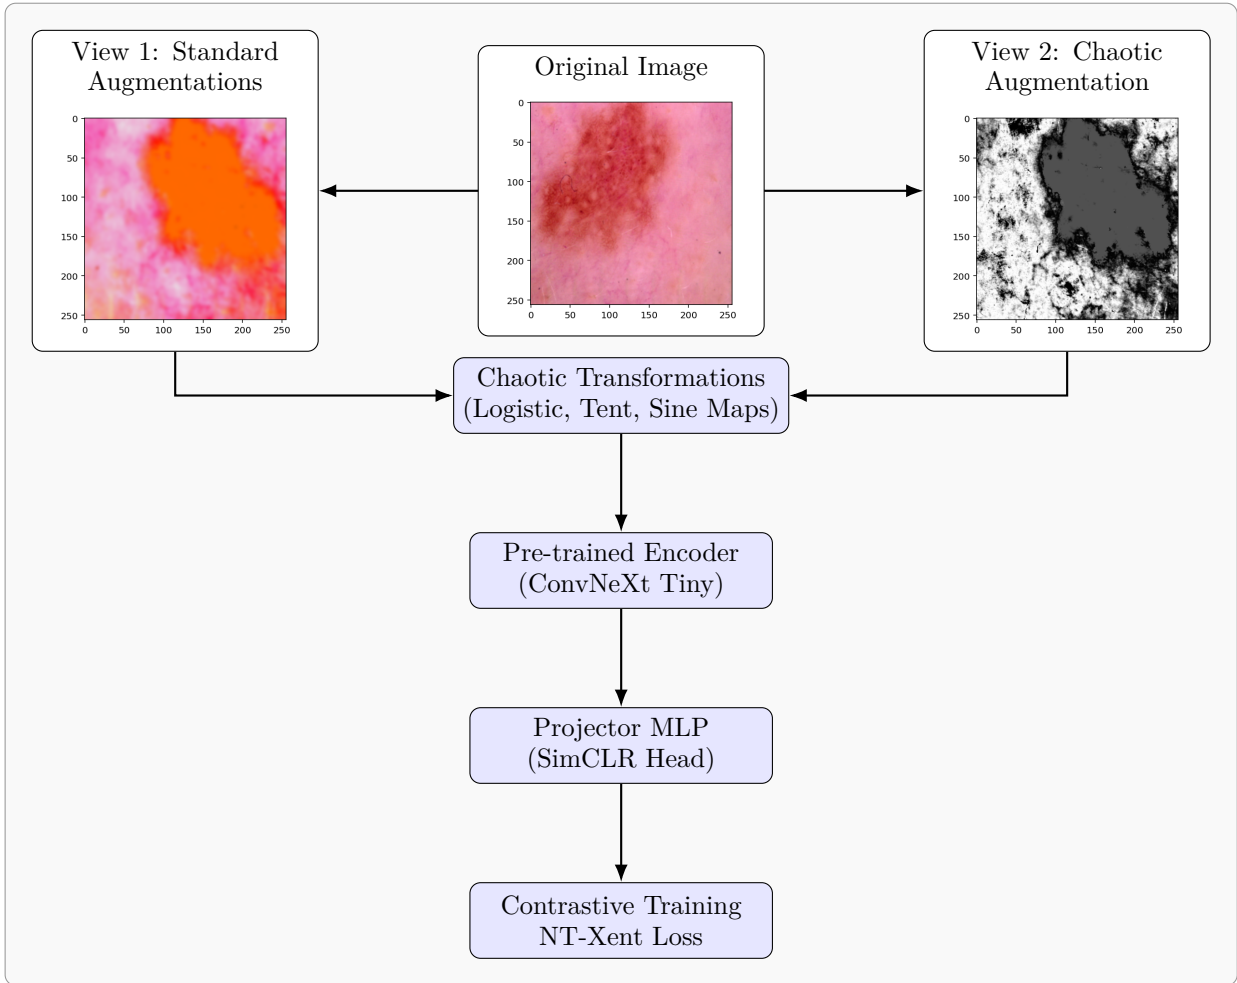 View 1: Standard
Augmentations
0
50
100
150
200
250
0 50 100 150 200 250
Original Image
0
50
100
150
200
250
0 50 100 150 200 250
View 2: Chaotic
Augmentation
0
50
100
150
200
250
0 50 100 150 200 250
Chaotic Transformations
(Logistic, Tent, Sine Maps)
Pre-trained Encoder
(ConvNeXt Tiny)
Projector MLP
(SimCLR Head)
Contrastive Training
NT-Xent Loss